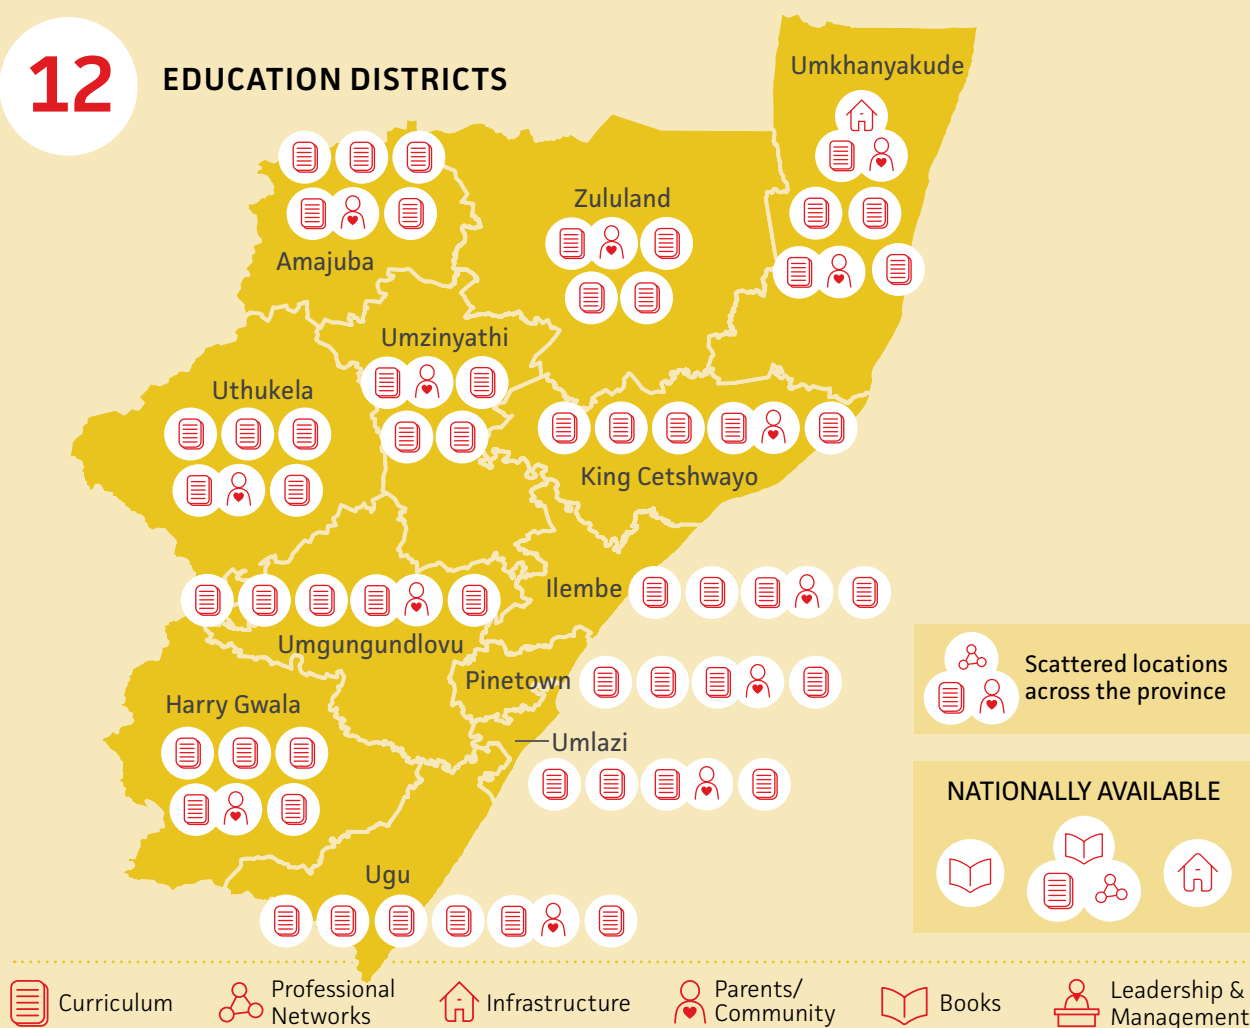 12
EDUCATION DISTRICTS
Umkhanyakude
Zululand
Amajuba
Umzinyathi
Uthukela
King Cetshwayo
Ilembe
Umgungundlovu
Scattered locations
across the province
Pinetown
Harry Gwala
Umlazi
NATIONALLY AVAILABLE
Ugu
Curriculum
Professional
Networks
Infrastructure
Parents/
Community
Books
Leadership &
Management